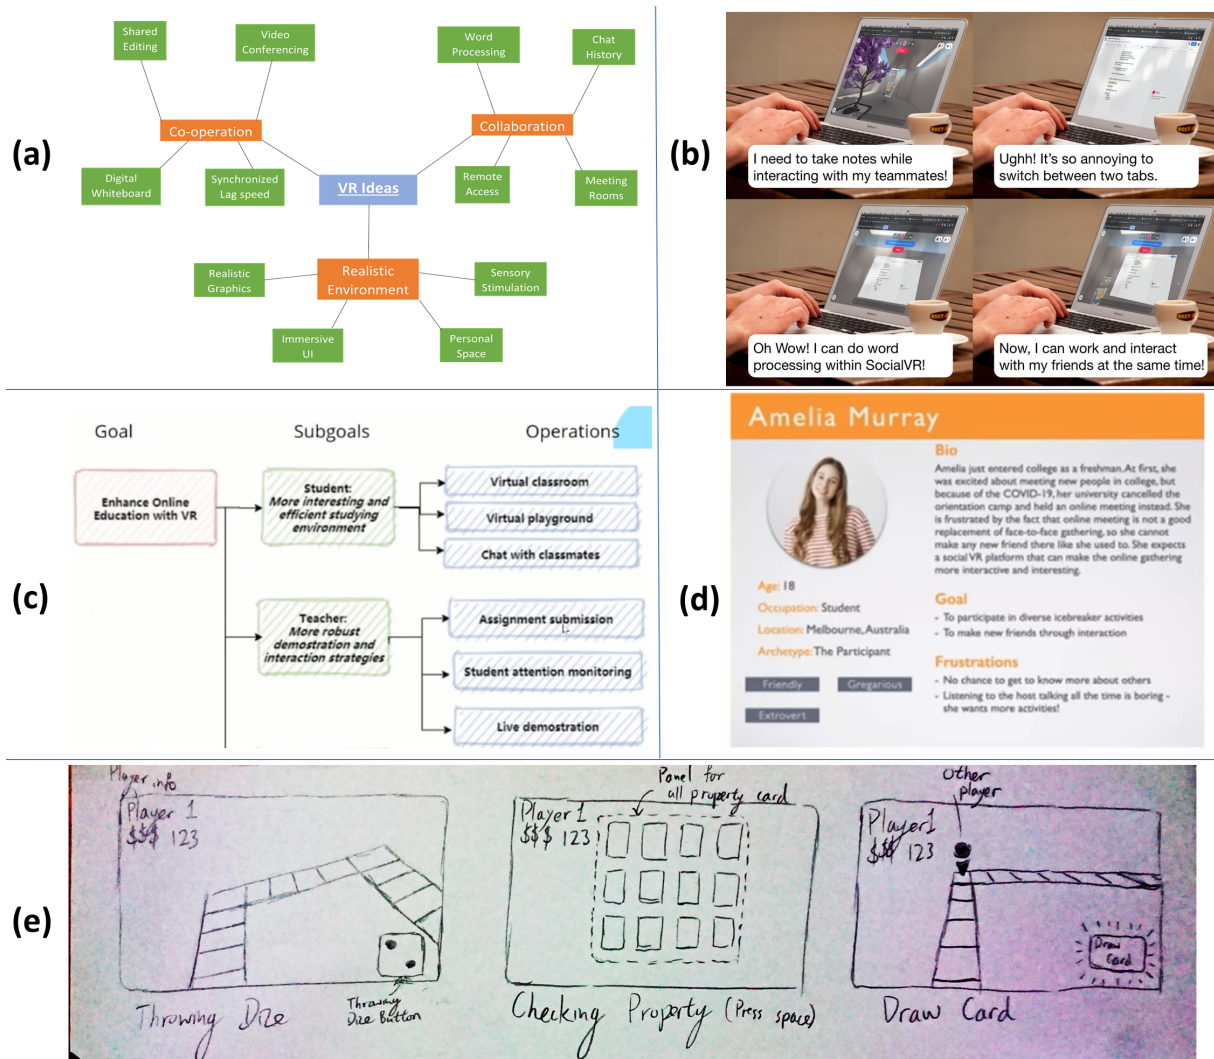 (a)
Shared
Editing
Video
Conferencing
Word
Processing
Chat
History
Co-operation
Collaboration
Digital
Whiteboard
Synchronized
Lag speed
VR Ideas
Remote
Access
Meeting
Rooms
Realistic
Graphics
Realistic
Environment
Sensory
Stimulation
Immersive
UI
Personal
Space
(b)
I need to take notes while
interacting with my teammates!
Ughh! It's so annoying to
switch between two tabs.
Oh Wow! I can do word
processing within SocialVR!
Now, I can work and interact
with my friends at the same time!
(c)
Goal
Subgoals
Operations
Enhance Online
Education with VR
Student:
More interesting and
efficient studying
environment
Virtual classroom
Virtual playground
Chat with classmates
Teacher:
More robust
demostration and
interaction strategies
Assignment submission
Student attention monitoring
Live demostration
(d)
Amelia Murray
Age: 18
Occupation: Student
Location: Melbourne, Australia
Archetype: The Participant
Friendly
Gregarious
Extrovert
Bio
Amelia just entered college as a freshman. At first, she
was excited about meeting new people in college, but
because of the COVID-19, her university cancelled the
orientation camp and held an online meeting instead. She
is frustrated by the fact that online meeting is not a good
replacement of face-to-face gathering, so she cannot
make any new friend there like she used to. She expects
a social VR platform that can make the online gathering
more interactive and interesting.
Goal
- To participate in diverse icebreaker activities
- To make new friends through interaction
Frustrations
- No chance to get to know more about others
- Listening to the host talking all the time is boring -
she wants more activities!
(e)
Player info
Player 1
$$$ 123
Throwing
Dize Button
Throwing Dize
Panel for
all property card
Player 1
$$$ 123
Checking Property (Press space)
Other
player
Player 1
$$$ 123
Draw
Card
Draw Card